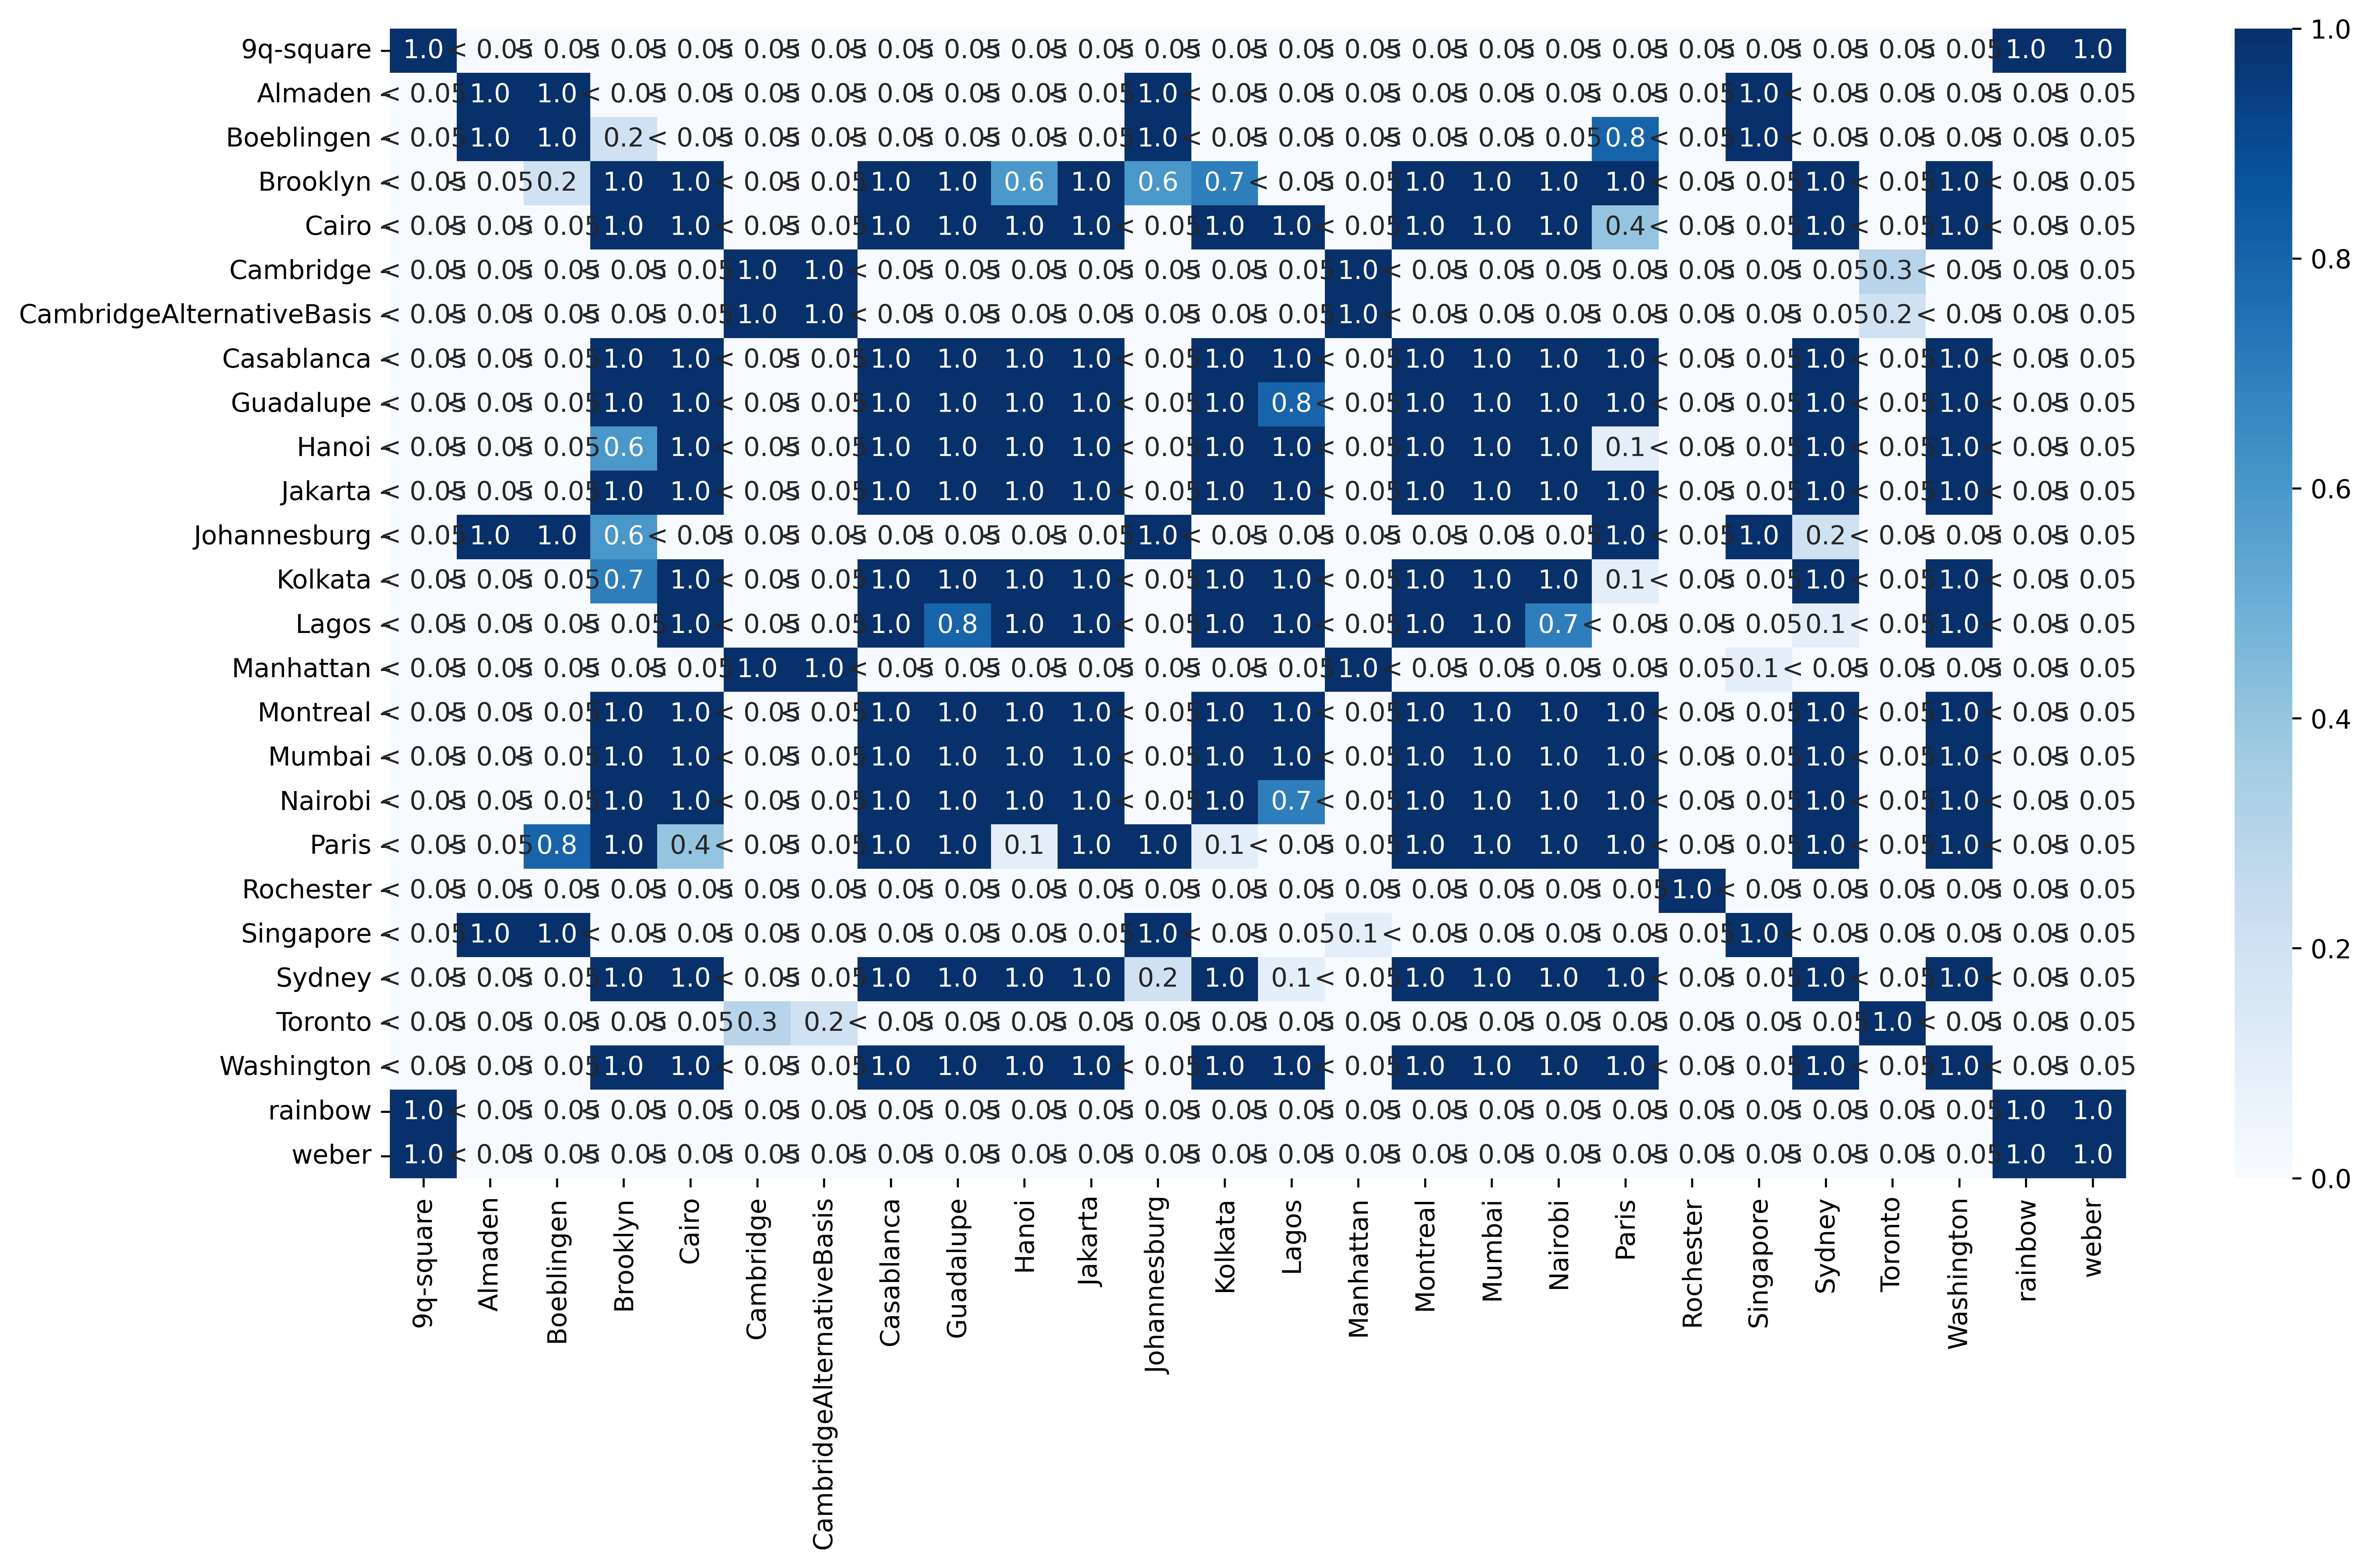 9q-square 1.0 < 0.05 < 0.05 < 0.05 < 0.05 < 0.05 < 0.05 < 0.05 < 0.05 < 0.05 < 0.05 < 0.05 < 0.05 < 0.05 < 0.05 < 0.05 < 0.05 < 0.05 < 0.05 < 0.05 < 0.05 < 0.05 < 0.05 < 0.05 1.0 1.0
Almaden < 0.05 1.0 1.0 < 0.05 < 0.05 < 0.05 < 0.05 < 0.05 < 0.05 < 0.05 < 0.05 1.0 < 0.05 < 0.05 < 0.05 < 0.05 < 0.05 < 0.05 < 0.05 < 0.05 1.0 < 0.05 < 0.05 < 0.05 < 0.05 < 0.05
Boeblingen < 0.05 1.0 1.0 0.2 < 0.05 < 0.05 < 0.05 < 0.05 < 0.05 < 0.05 < 0.05 1.0 < 0.05 < 0.05 < 0.05 < 0.05 < 0.05 < 0.05 0.8 < 0.05 1.0 < 0.05 < 0.05 < 0.05 < 0.05 < 0.05
Brooklyn < 0.05 < 0.05 0.2 1.0 1.0 < 0.05 < 0.05 1.0 1.0 0.6 1.0 0.6 0.7 < 0.05 < 0.05 1.0 1.0 1.0 1.0 < 0.05 < 0.05 1.0 < 0.05 1.0 < 0.05 < 0.05
Cairo < 0.05 < 0.05 < 0.05 1.0 1.0 < 0.05 < 0.05 1.0 1.0 1.0 1.0 < 0.05 1.0 1.0 < 0.05 1.0 1.0 1.0 0.4 < 0.05 < 0.05 1.0 < 0.05 1.0 < 0.05 < 0.05
Cambridge < 0.05 < 0.05 < 0.05 < 0.05 < 0.05 1.0 1.0 < 0.05 < 0.05 < 0.05 < 0.05 < 0.05 < 0.05 < 0.05 1.0 < 0.05 < 0.05 < 0.05 < 0.05 < 0.05 < 0.05 < 0.05 0.3 < 0.05 < 0.05 < 0.05
CambridgeAlternativeBasis < 0.05 < 0.05 < 0.05 < 0.05 < 0.05 1.0 1.0 < 0.05 < 0.05 < 0.05 < 0.05 < 0.05 < 0.05 < 0.05 1.0 < 0.05 < 0.05 < 0.05 < 0.05 < 0.05 < 0.05 < 0.05 0.2 < 0.05 < 0.05 < 0.05
Casablanca < 0.05 < 0.05 < 0.05 1.0 1.0 < 0.05 < 0.05 1.0 1.0 1.0 1.0 < 0.05 1.0 1.0 < 0.05 1.0 1.0 1.0 1.0 < 0.05 < 0.05 1.0 < 0.05 1.0 < 0.05 < 0.05
Guadalupe < 0.05 < 0.05 < 0.05 1.0 1.0 < 0.05 < 0.05 1.0 1.0 1.0 1.0 < 0.05 1.0 0.8 < 0.05 1.0 1.0 1.0 1.0 < 0.05 < 0.05 1.0 < 0.05 1.0 < 0.05 < 0.05
Hanoi < 0.05 < 0.05 < 0.05 0.6 1.0 < 0.05 < 0.05 1.0 1.0 1.0 1.0 < 0.05 1.0 1.0 < 0.05 1.0 1.0 1.0 0.1 < 0.05 < 0.05 1.0 < 0.05 1.0 < 0.05 < 0.05
Jakarta < 0.05 < 0.05 < 0.05 1.0 1.0 < 0.05 < 0.05 1.0 1.0 1.0 1.0 < 0.05 1.0 1.0 < 0.05 1.0 1.0 1.0 1.0 < 0.05 < 0.05 1.0 < 0.05 1.0 < 0.05 < 0.05
Johannesburg < 0.05 1.0 1.0 0.6 < 0.05 < 0.05 < 0.05 < 0.05 < 0.05 < 0.05 < 0.05 1.0 < 0.05 < 0.05 < 0.05 < 0.05 < 0.05 < 0.05 1.0 < 0.05 1.0 0.2 < 0.05 < 0.05 < 0.05 < 0.05
Kolkata < 0.05 < 0.05 < 0.05 0.7 1.0 < 0.05 < 0.05 1.0 1.0 1.0 1.0 < 0.05 1.0 1.0 < 0.05 1.0 1.0 1.0 0.1 < 0.05 < 0.05 1.0 < 0.05 1.0 < 0.05 < 0.05
Lagos < 0.05 < 0.05 < 0.05 < 0.05 1.0 < 0.05 < 0.05 1.0 0.8 1.0 1.0 < 0.05 1.0 1.0 < 0.05 1.0 1.0 0.7 < 0.05 < 0.05 < 0.05 0.1 < 0.05 1.0 < 0.05 < 0.05
Manhattan < 0.05 < 0.05 < 0.05 < 0.05 < 0.05 1.0 1.0 < 0.05 < 0.05 < 0.05 < 0.05 < 0.05 < 0.05 < 0.05 1.0 < 0.05 < 0.05 < 0.05 < 0.05 < 0.05 0.1 < 0.05 < 0.05 < 0.05 < 0.05 < 0.05
Montreal < 0.05 < 0.05 < 0.05 1.0 1.0 < 0.05 < 0.05 1.0 1.0 1.0 1.0 < 0.05 1.0 1.0 < 0.05 1.0 1.0 1.0 1.0 < 0.05 < 0.05 1.0 < 0.05 1.0 < 0.05 < 0.05
Mumbai < 0.05 < 0.05 < 0.05 1.0 1.0 < 0.05 < 0.05 1.0 1.0 1.0 1.0 < 0.05 1.0 1.0 < 0.05 1.0 1.0 1.0 1.0 < 0.05 < 0.05 1.0 < 0.05 1.0 < 0.05 < 0.05
Nairobi < 0.05 < 0.05 < 0.05 1.0 1.0 < 0.05 < 0.05 1.0 1.0 1.0 1.0 < 0.05 1.0 0.7 < 0.05 1.0 1.0 1.0 1.0 < 0.05 < 0.05 1.0 < 0.05 1.0 < 0.05 < 0.05
Paris < 0.05 < 0.05 0.8 1.0 0.4 < 0.05 < 0.05 1.0 1.0 0.1 1.0 1.0 0.1 < 0.05 < 0.05 1.0 1.0 1.0 1.0 < 0.05 < 0.05 1.0 < 0.05 1.0 < 0.05 < 0.05
Rochester < 0.05 < 0.05 < 0.05 < 0.05 < 0.05 < 0.05 < 0.05 < 0.05 < 0.05 < 0.05 < 0.05 < 0.05 < 0.05 < 0.05 < 0.05 < 0.05 < 0.05 < 0.05 < 0.05 1.0 < 0.05 < 0.05 < 0.05 < 0.05 < 0.05 < 0.05
Singapore < 0.05 1.0 1.0 < 0.05 < 0.05 < 0.05 < 0.05 < 0.05 < 0.05 < 0.05 < 0.05 1.0 < 0.05 < 0.05 0.1 < 0.05 < 0.05 < 0.05 < 0.05 < 0.05 1.0 < 0.05 < 0.05 < 0.05 < 0.05 < 0.05
Sydney < 0.05 < 0.05 < 0.05 1.0 1.0 < 0.05 < 0.05 1.0 1.0 1.0 1.0 0.2 1.0 0.1 < 0.05 1.0 1.0 1.0 1.0 < 0.05 < 0.05 1.0 < 0.05 1.0 < 0.05 < 0.05
Toronto < 0.05 < 0.05 < 0.05 < 0.05 < 0.05 0.3 0.2 < 0.05 < 0.05 < 0.05 < 0.05 < 0.05 < 0.05 < 0.05 < 0.05 < 0.05 < 0.05 < 0.05 < 0.05 < 0.05 < 0.05 < 0.05 1.0 < 0.05 < 0.05 < 0.05
Washington < 0.05 < 0.05 < 0.05 1.0 1.0 < 0.05 < 0.05 1.0 1.0 1.0 1.0 < 0.05 1.0 1.0 < 0.05 1.0 1.0 1.0 1.0 < 0.05 < 0.05 1.0 < 0.05 1.0 < 0.05 < 0.05
rainbow 1.0 < 0.05 < 0.05 < 0.05 < 0.05 < 0.05 < 0.05 < 0.05 < 0.05 < 0.05 < 0.05 < 0.05 < 0.05 < 0.05 < 0.05 < 0.05 < 0.05 < 0.05 < 0.05 < 0.05 < 0.05 < 0.05 < 0.05 < 0.05 1.0 1.0
weber 1.0 < 0.05 < 0.05 < 0.05 < 0.05 < 0.05 < 0.05 < 0.05 < 0.05 < 0.05 < 0.05 < 0.05 < 0.05 < 0.05 < 0.05 < 0.05 < 0.05 < 0.05 < 0.05 < 0.05 < 0.05 < 0.05 < 0.05 < 0.05 1.0 1.0
9q-square
Almaden
Boeblingen
Brooklyn
Cairo
Cambridge
CambridgeAlternativeBasis
Casablanca
Guadalupe
Hanoi
Jakarta
Johannesburg
Kolkata
Lagos
Manhattan
Montreal
Mumbai
Nairobi
Paris
Rochester
Singapore
Sydney
Toronto
Washington
rainbow
weber
1.0
0.8
0.6
0.4
0.2
0.0